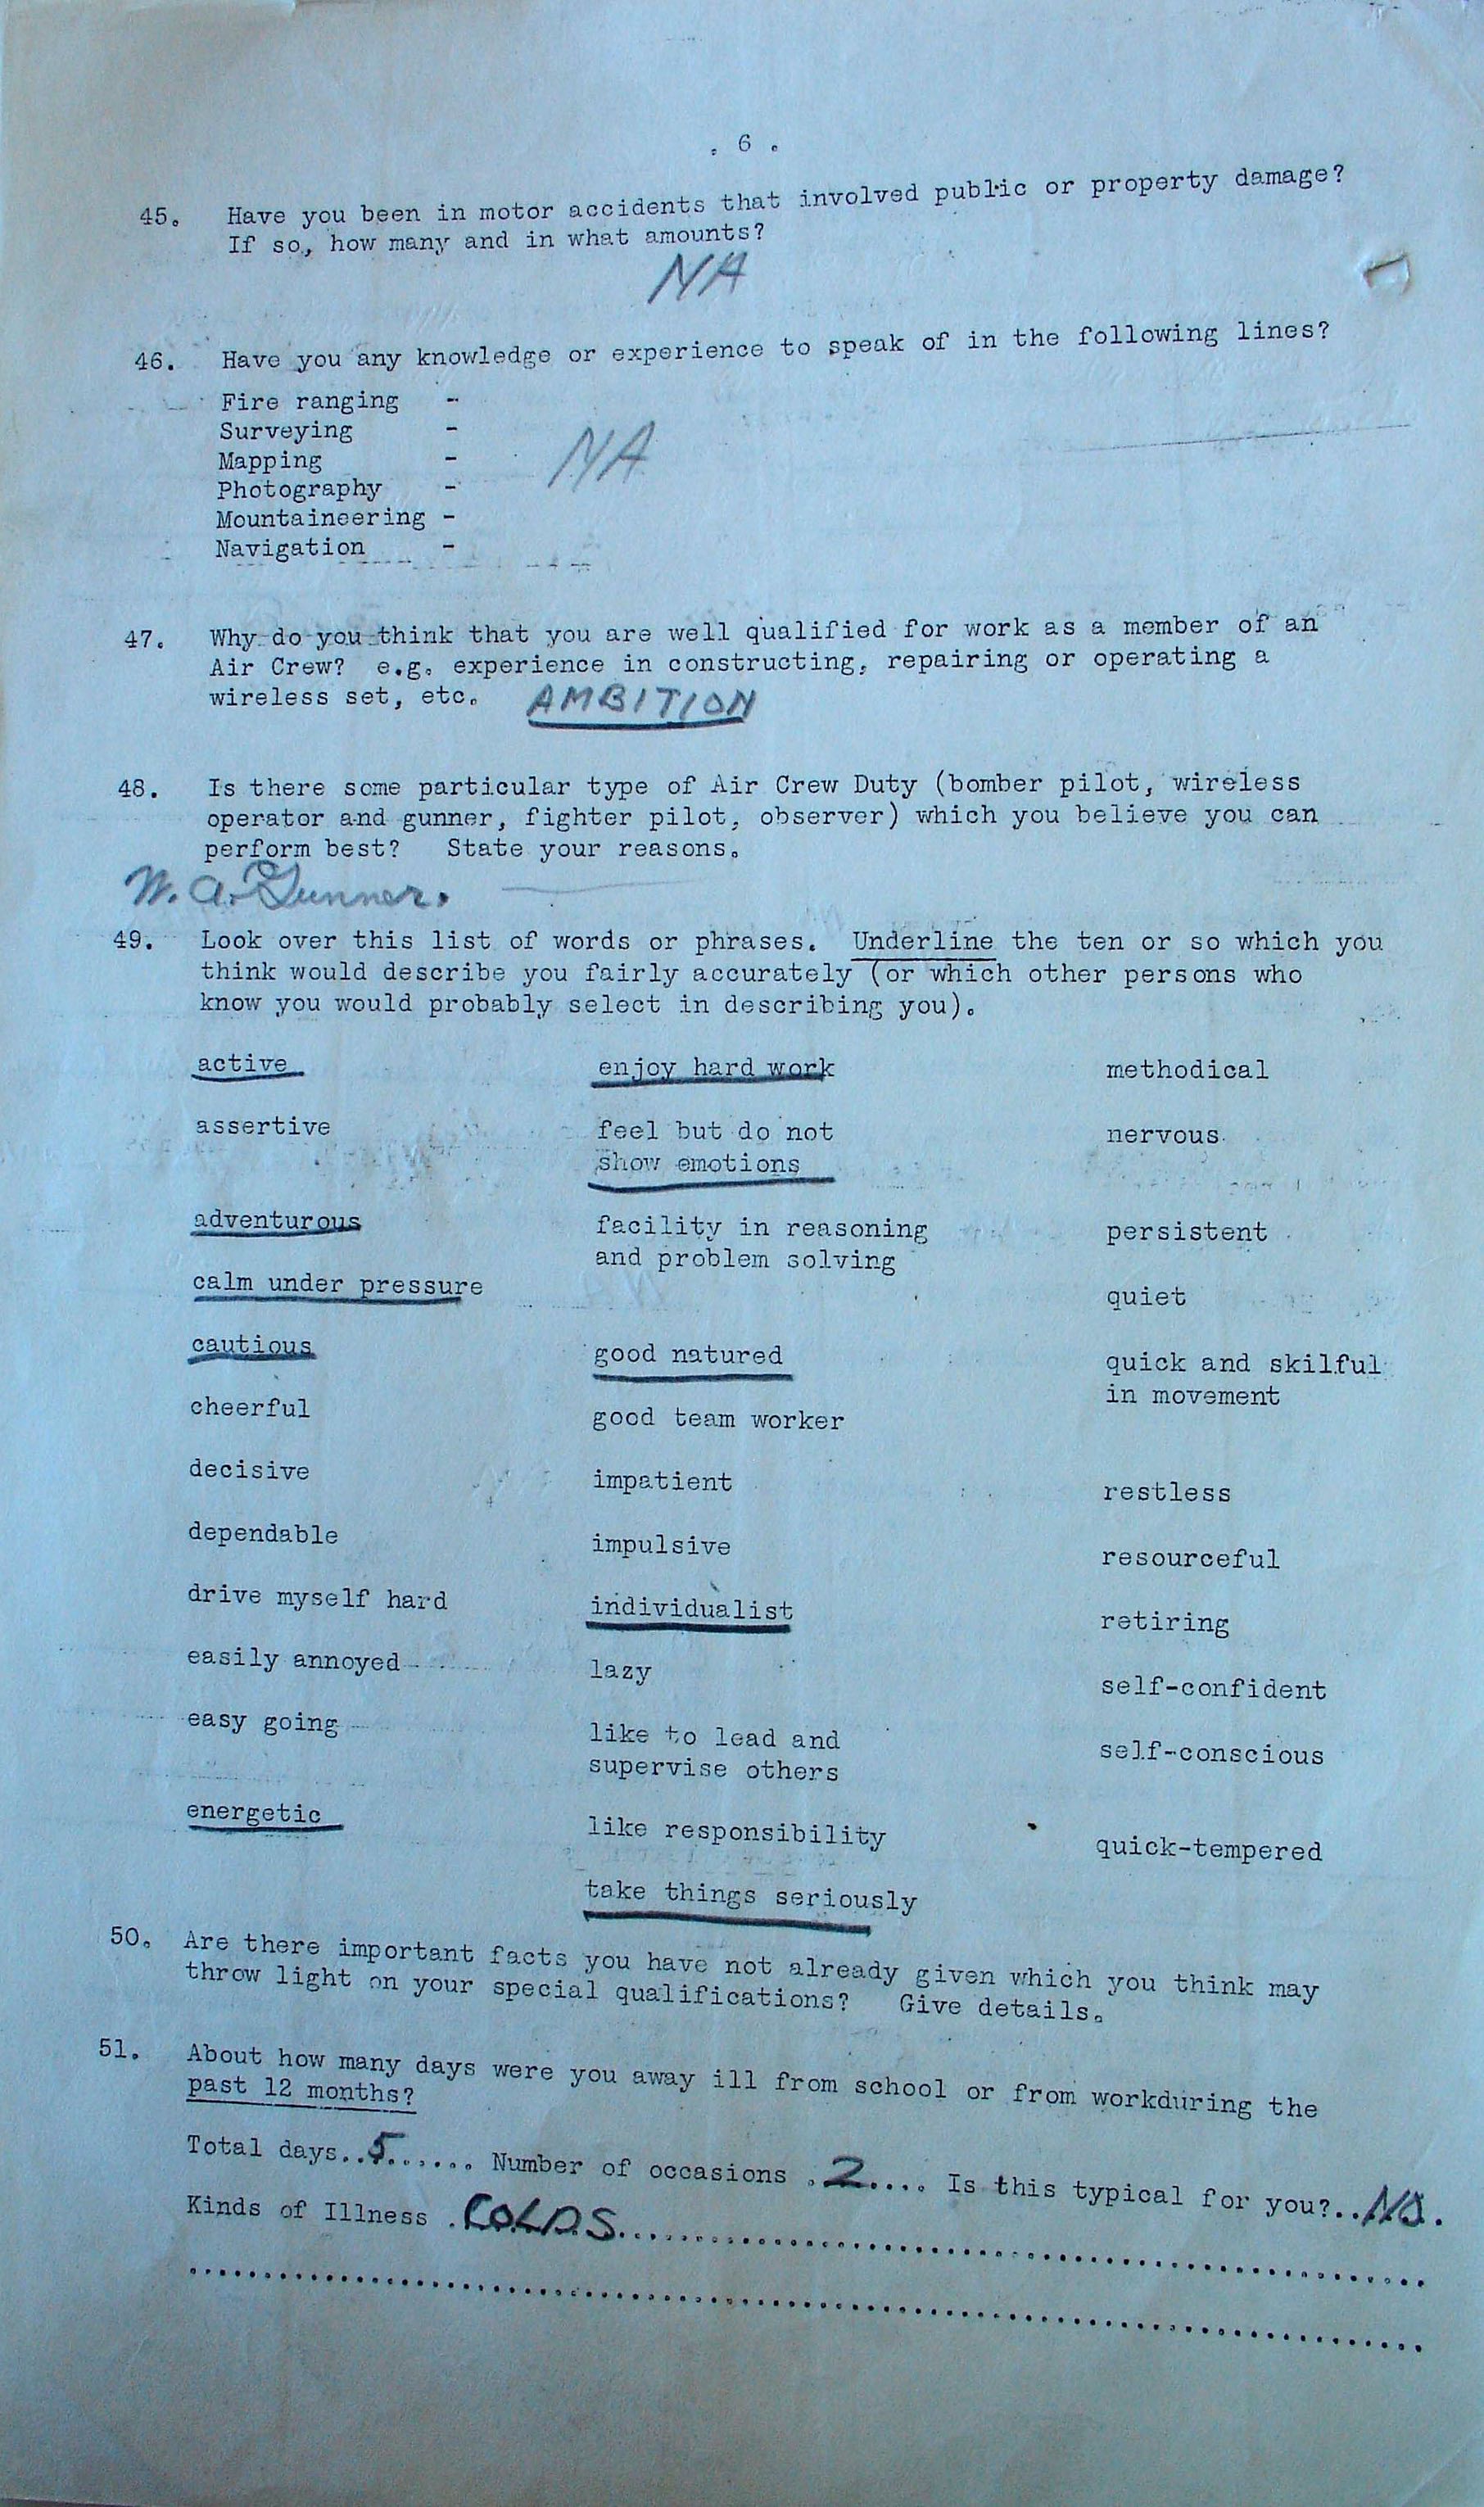 . 6 .
45. Have you been in motor accidents that involved public or property damage?
If so, how many and in what amounts?
NA
46. Have you any knowledge or experience to speak of in the following lines?
Fire ranging -
Surveying -
Mapping -
Photography -
Mountaineering -
Navigation -
NA
47. Why do you think that you are well qualified for work as a member of an
Air Crew? e.g. experience in constructing, repairing or operating a
wireless set, etc. AMBITION
48. Is there some particular type of Air Crew Duty (bomber pilot, wireless
operator and gunner, fighter pilot, observer) which you believe you can
perform best? State your reasons.
W. A. Gunner.
49. Look over this list of words or phrases. Underline the ten or so which you
think would describe you fairly accurately (or which other persons who
know you would probably select in describing you).
active
assertive
adventurous
calm under pressure
cautious
cheerful
decisive
dependable
drive myself hard
easily annoyed
easy going
energetic
enjoy hard work
feel but do not
show emotions
facility in reasoning
and problem solving
good natured
good team worker
impatient
impulsive
individualist
lazy
like to lead and
supervise others
like responsibility
take things seriously
methodical
nervous
persistent
quiet
quick and skilful
in movement
restless
resourceful
retiring
self-confident
self-conscious
quick-tempered
50. Are there important facts you have not already given which you think may
throw light on your special qualifications? Give details.
51. About how many days were you away ill from school or from workduring the
past 12 months?
Total days..5....... Number of occasions .2.... Is this typical for you?..NO.
Kinds of Illness .COLDS..........................................................